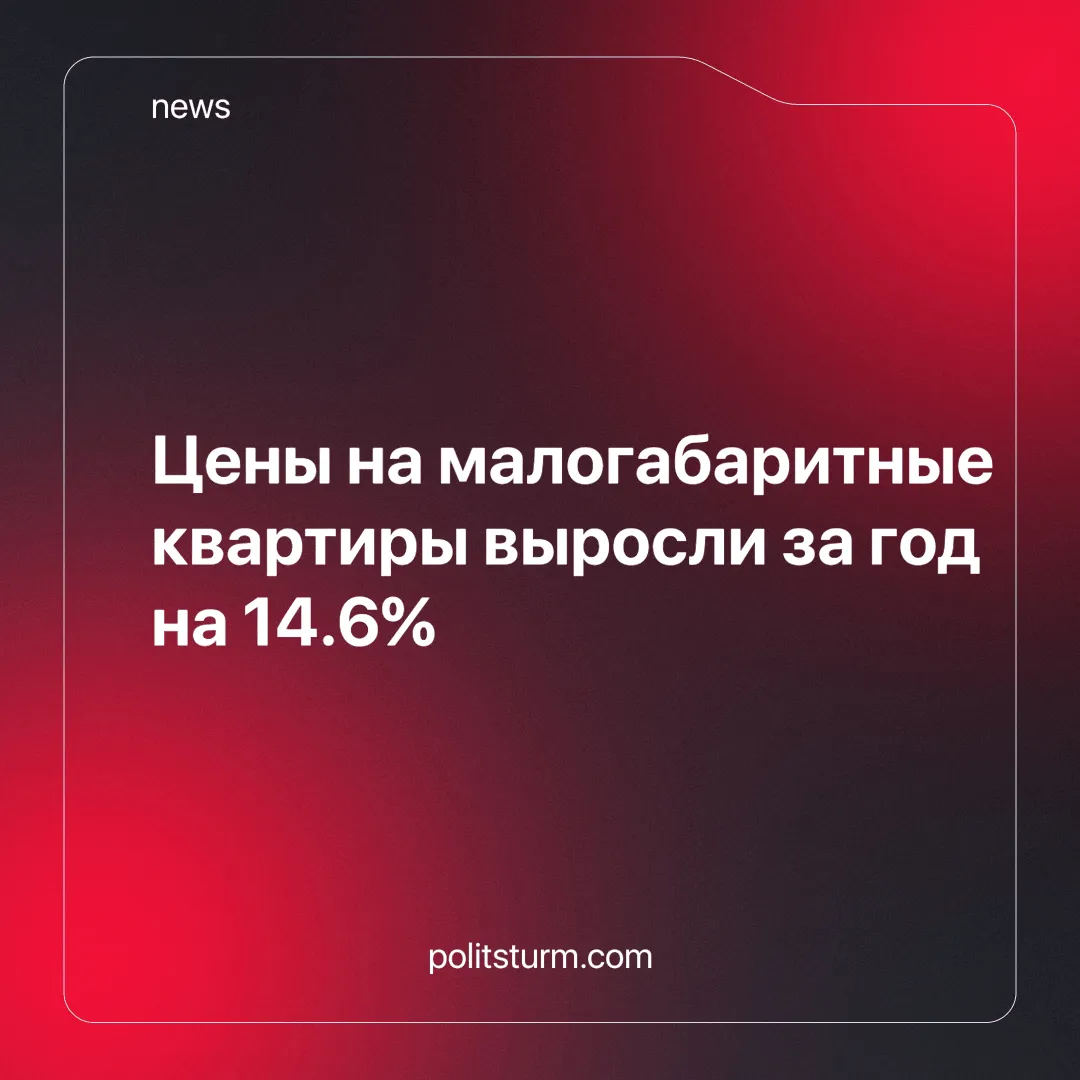 news
Цены на малогабаритные
квартиры выросли за год
на 14.6%
politsturm.com